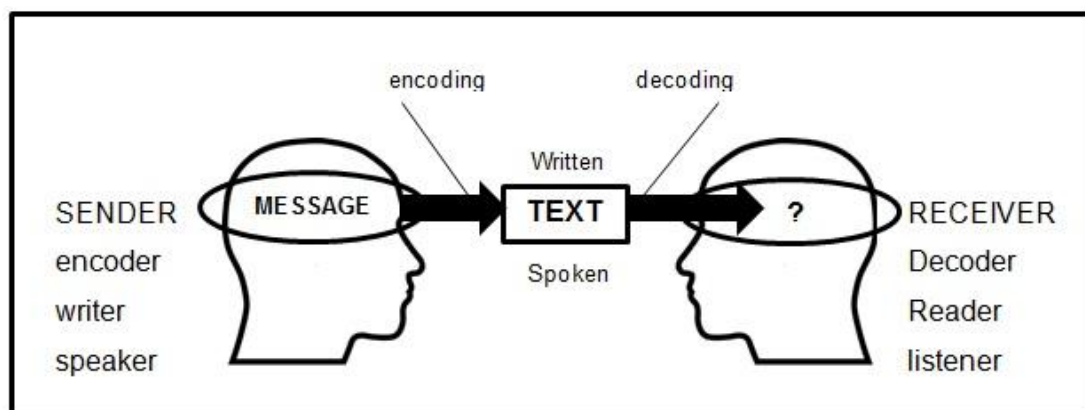 encoding
decoding
Written
MESSAGE
TEXT
?
SENDER
encoder
writer
speaker
Spoken
RECEIVER
Decoder
Reader
listener